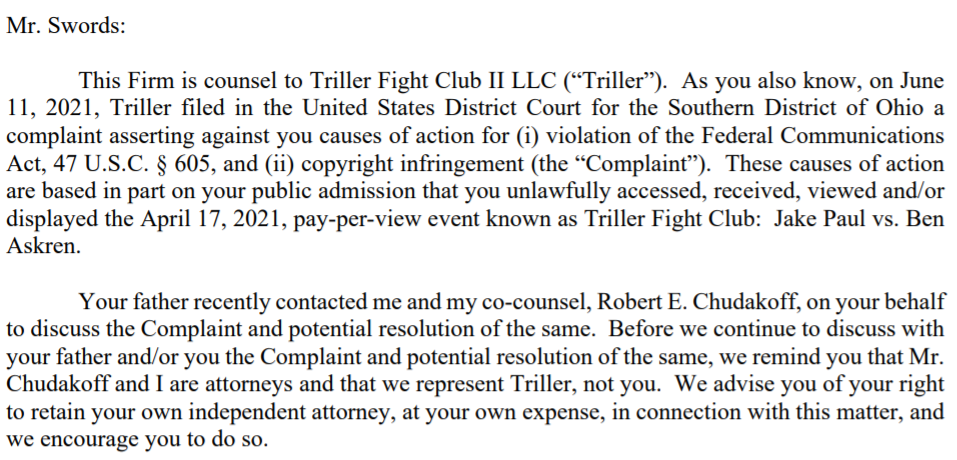 Mr. Swords:
This Firm is counsel to Triller Fight Club II LLC (“Triller”).  As you also know, on June
11, 2021, Triller filed in the United States District Court for the Southern District of Ohio a
complaint asserting against you causes of action for (i) violation of the Federal Communications
Act, 47 U.S.C. § 605, and (ii) copyright infringement (the “Complaint”).  These causes of action
are based in part on your public admission that you unlawfully accessed, received, viewed and/or
displayed the April 17, 2021, pay-per-view event known as Triller Fight Club:  Jake Paul vs. Ben
Askren.
Your father recently contacted me and my co-counsel, Robert E. Chudakoff, on your behalf
to discuss the Complaint and potential resolution of the same.  Before we continue to discuss with
your father and/or you the Complaint and potential resolution of the same, we remind you that Mr.
Chudakoff and I are attorneys and that we represent Triller, not you.  We advise you of your right
to retain your own independent attorney, at your own expense, in connection with this matter, and
we encourage you to do so.